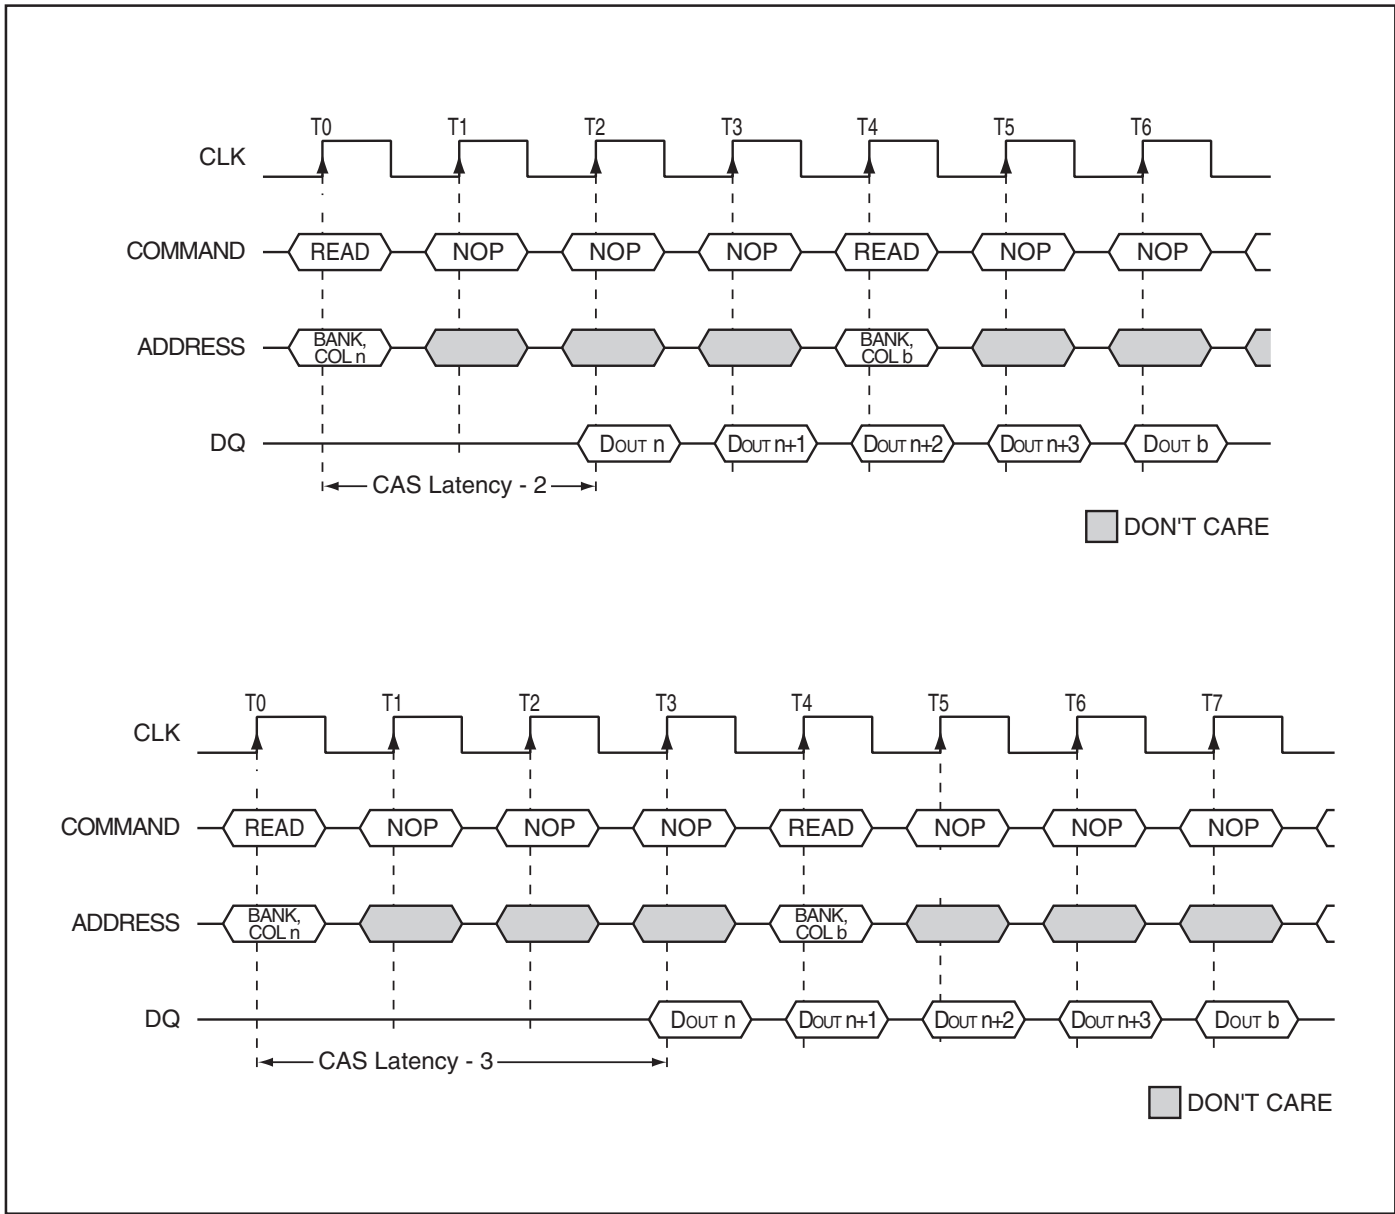 T0 T1 T2 T3 T4 T5 T6
CLK
COMMAND READ NOP NOP NOP READ NOP NOP
ADDRESS BANK, COL n BANK, COL b
DQ DOUT n DOUT n+1 DOUT n+2 DOUT n+3 DOUT b
CAS Latency - 2
DON'T CARE
T0 T1 T2 T3 T4 T5 T6 T7
CLK
COMMAND READ NOP NOP NOP READ NOP NOP NOP
ADDRESS BANK, COL n BANK, COL b
DQ DOUT n DOUT n+1 DOUT n+2 DOUT n+3 DOUT b
CAS Latency - 3
DON'T CARE